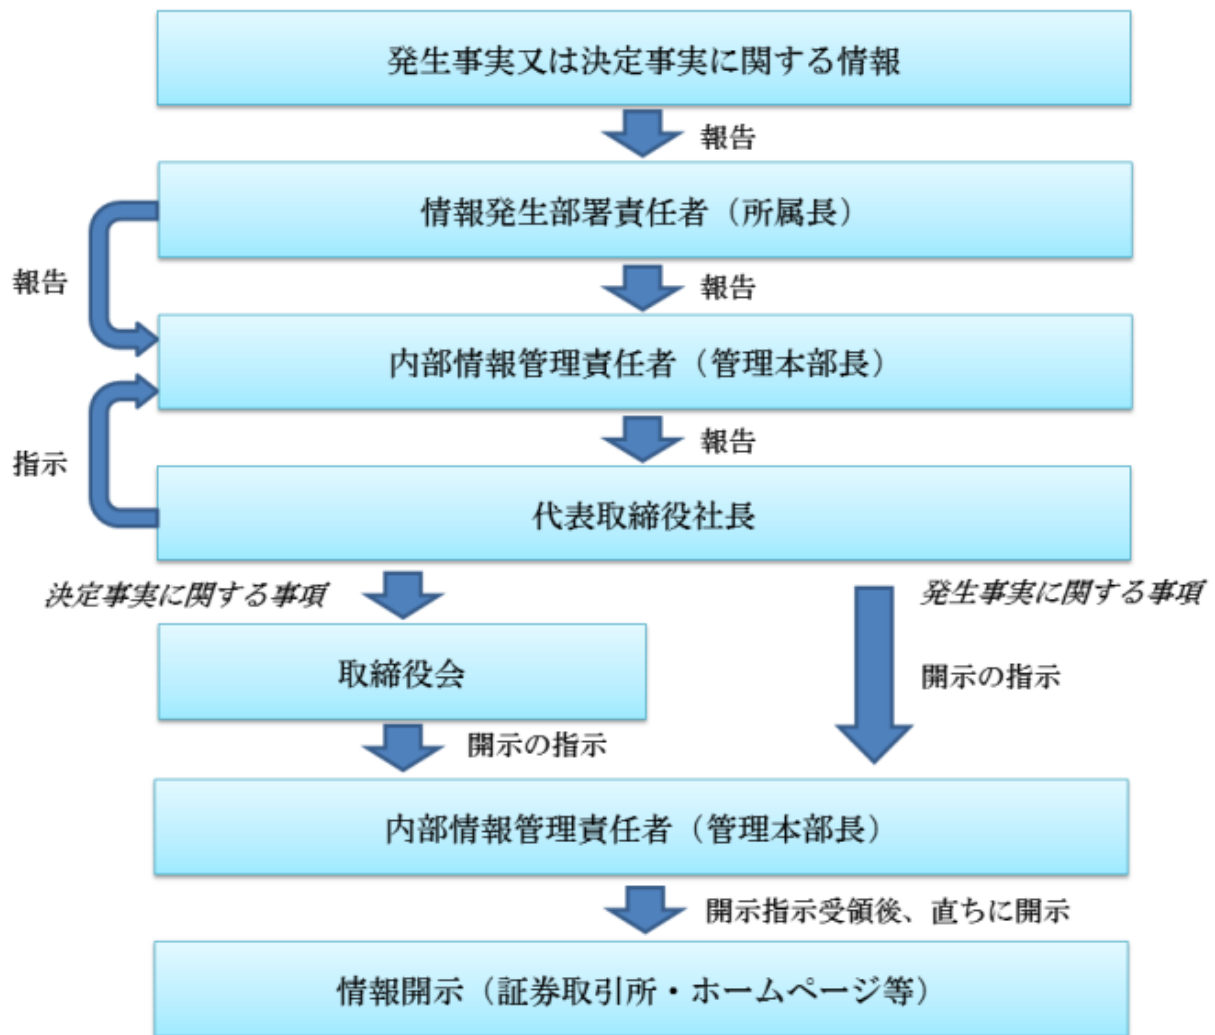 発生事実又は決定事実に関する情報
報告
情報発生部署責任者（所属長）
報告
報告
内部情報管理責任者（管理本部長）
報告
指示
代表取締役社長
決定事実に関する事項
発生事実に関する事項
取締役会
開示の指示
開示の指示
内部情報管理責任者（管理本部長）
開示指示受領後、直ちに開示
情報開示（証券取引所・ホームページ等）